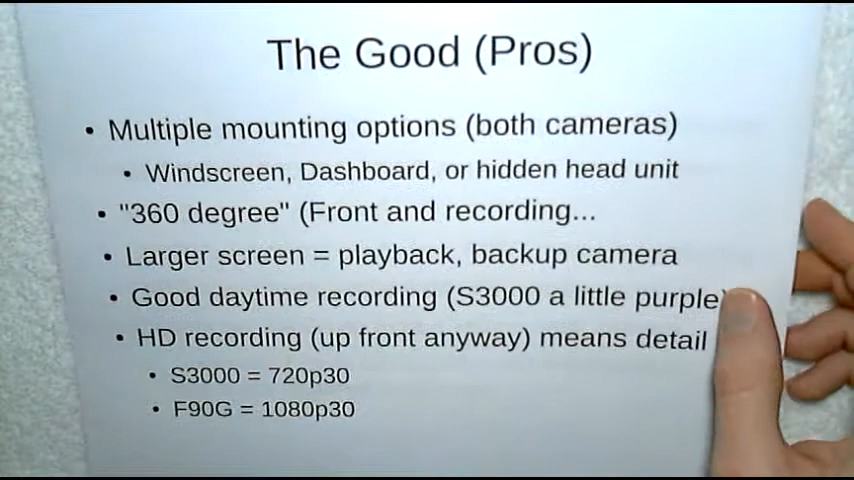 The Good (Pros)
• Multiple mounting options (both cameras)
• Windscreen, Dashboard, or hidden head unit
• "360 degree" (Front and recording...
• Larger screen = playback, backup camera
• Good daytime recording (S3000 a little purple)
• HD recording (up front anyway) means detail
• S3000 = 720p30
• F90G = 1080p30